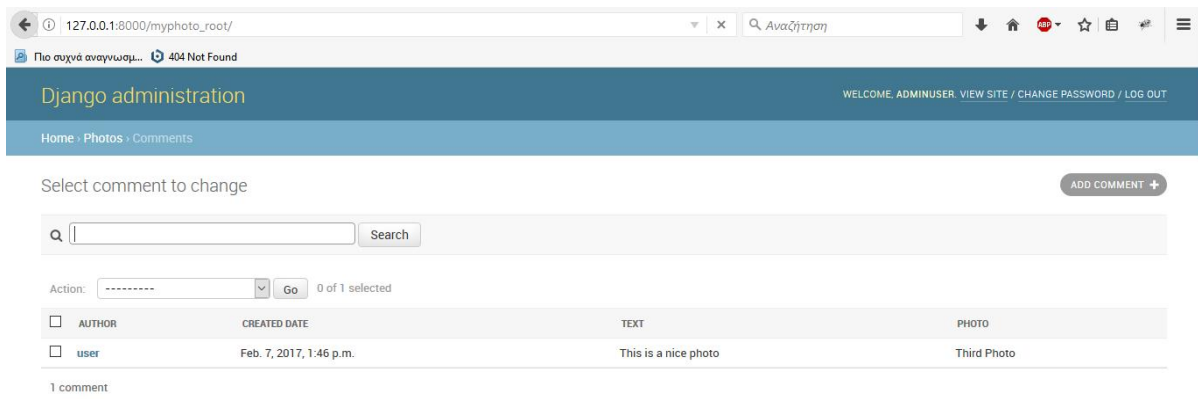 127.0.0.1:8000/myphoto_root/ Αναζήτηση ABP
Πιο συχνά αναγνωσμ... 404 Not Found
Django administration WELCOME, ADMINUSER. VIEW SITE / CHANGE PASSWORD / LOG OUT
Home › Photos › Comments
Select comment to change ADD COMMENT +
Search
Action: --------- Go 0 of 1 selected
AUTHOR CREATED DATE TEXT PHOTO
user Feb. 7, 2017, 1:46 p.m. This is a nice photo Third Photo
1 comment